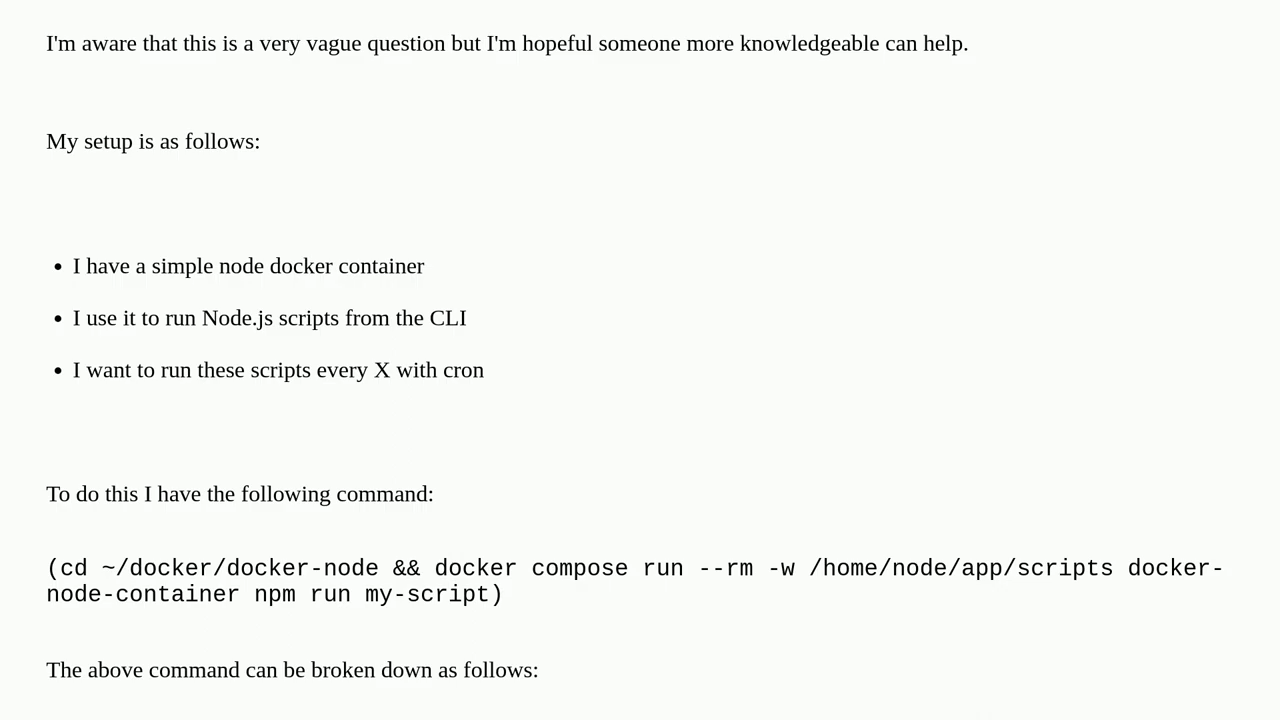 I'm aware that this is a very vague question but I'm hopeful someone more knowledgeable can help.
My setup is as follows:
• I have a simple node docker container
• I use it to run Node.js scripts from the CLI
• I want to run these scripts every X with cron
To do this I have the following command:
(cd ~/docker/docker-node && docker compose run --rm -w /home/node/app/scripts docker-
node-container npm run my-script)
The above command can be broken down as follows: